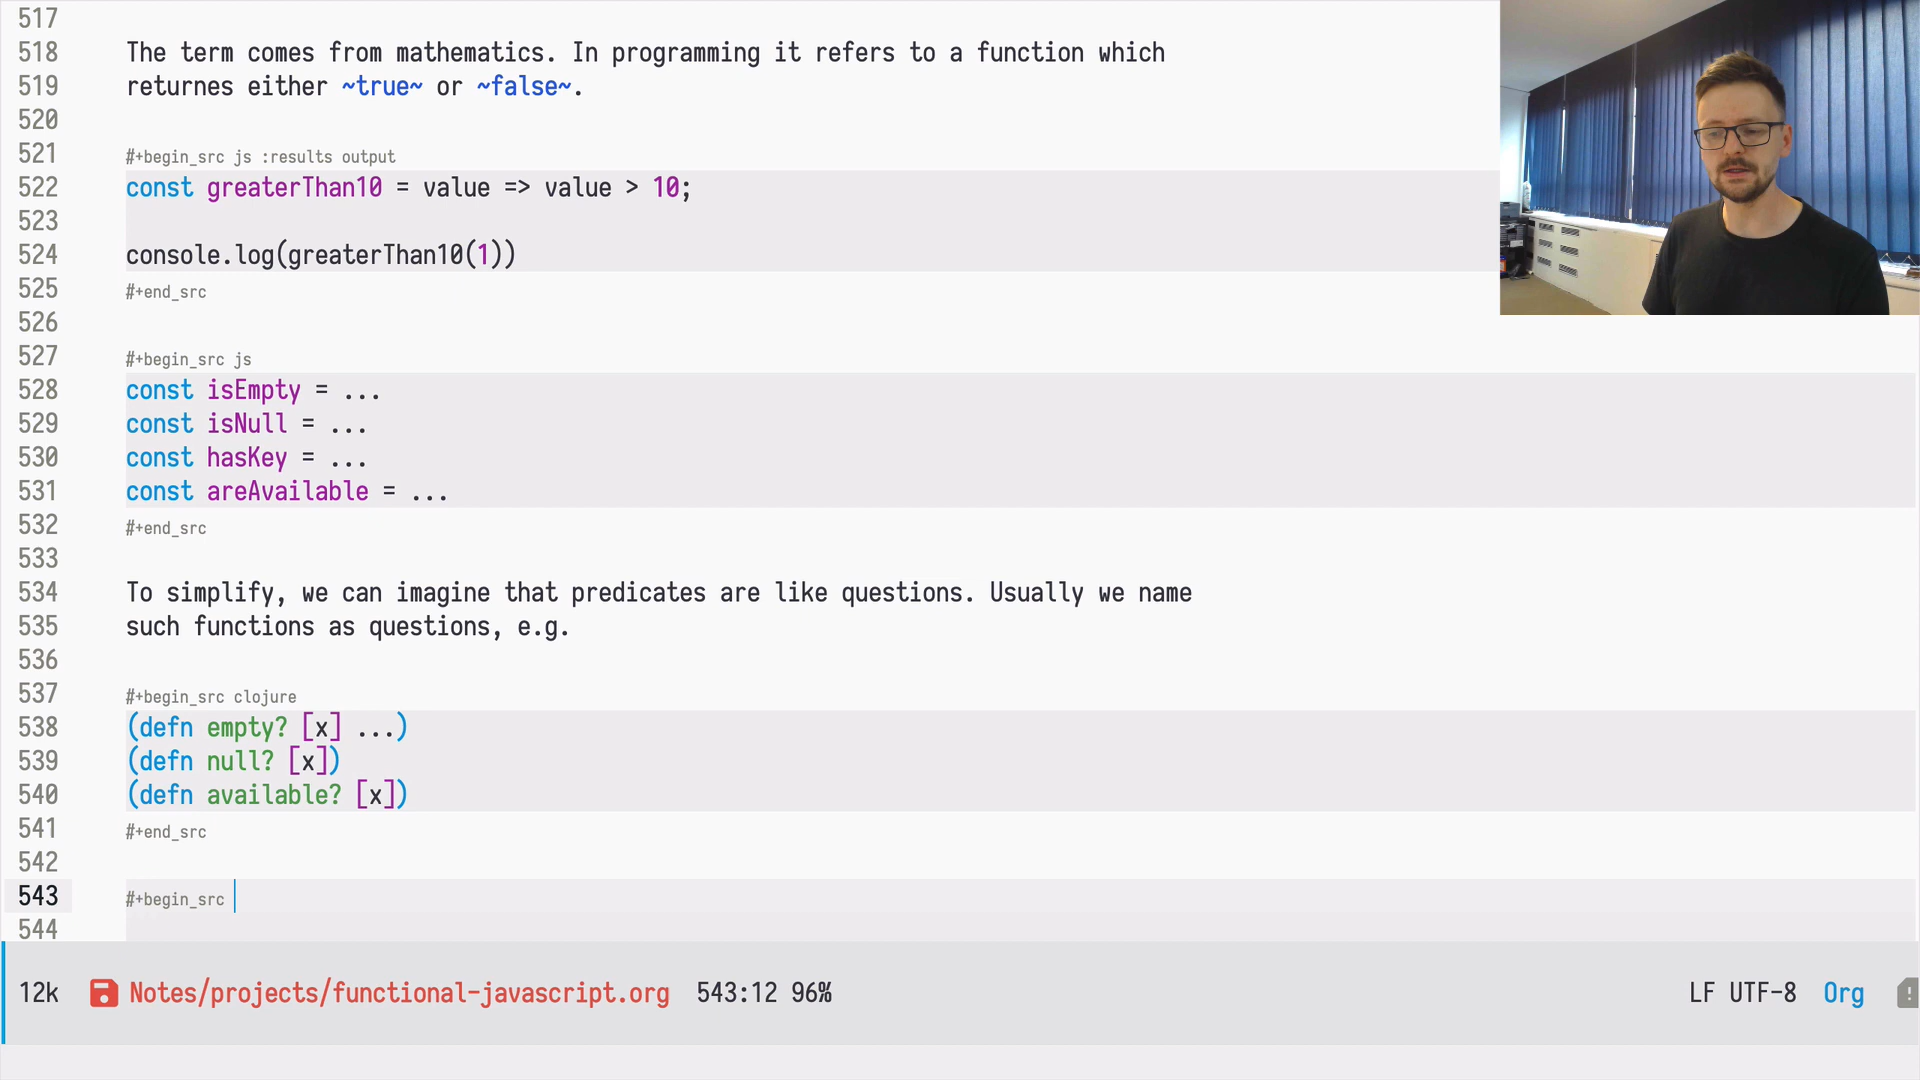 517
518 The term comes from mathematics. In programming it refers to a function which
519 returnes either ~true~ or ~false~.
520
521 #+begin_src js :results output
522 const greaterThan10 = value => value > 10;
523
524 console.log(greaterThan10(1))
525 #+end_src
526
527 #+begin_src js
528 const isEmpty = ...
529 const isNull = ...
530 const hasKey = ...
531 const areAvailable = ...
532 #+end_src
533
534 To simplify, we can imagine that predicates are like questions. Usually we name
535 such functions as questions, e.g.
536
537 #+begin_src clojure
538 (defn empty? [x] ...)
539 (defn null? [x])
540 (defn available? [x])
541 #+end_src
542
543 #+begin_src
544
12k Notes/projects/functional-javascript.org 543:12 96% LF UTF-8 Org